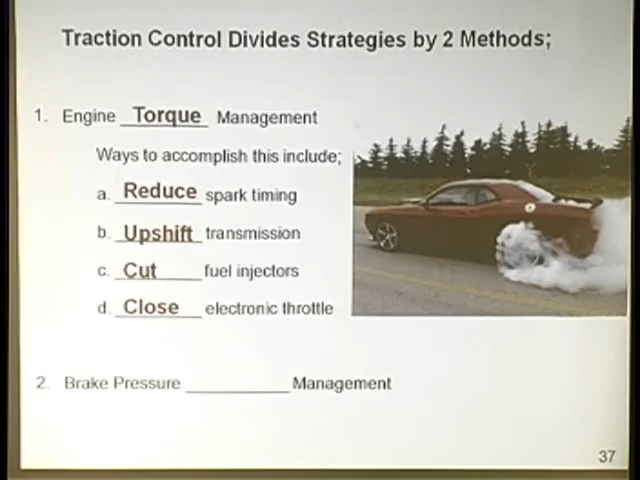 Traction Control Divides Strategies by 2 Methods;
1. Engine Torque Management
Ways to accomplish this include;
a. Reduce spark timing
b. Upshift transmission
c. Cut fuel injectors
d. Close electronic throttle
2. Brake Pressure __________ Management
37